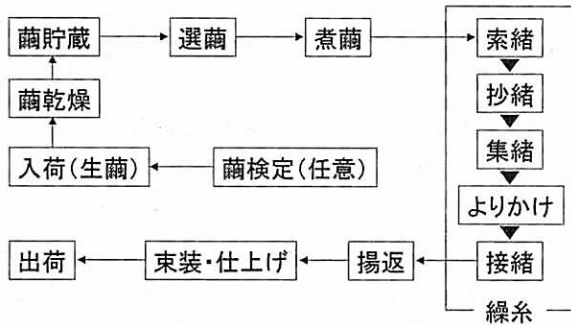 繭貯蔵
選繭
煮繭
索緒
繭乾燥
抄緒
入荷(生繭)
繭検定(任意)
集緒
よりかけ
出荷
束装・仕上げ
揚返
接緒
繰糸